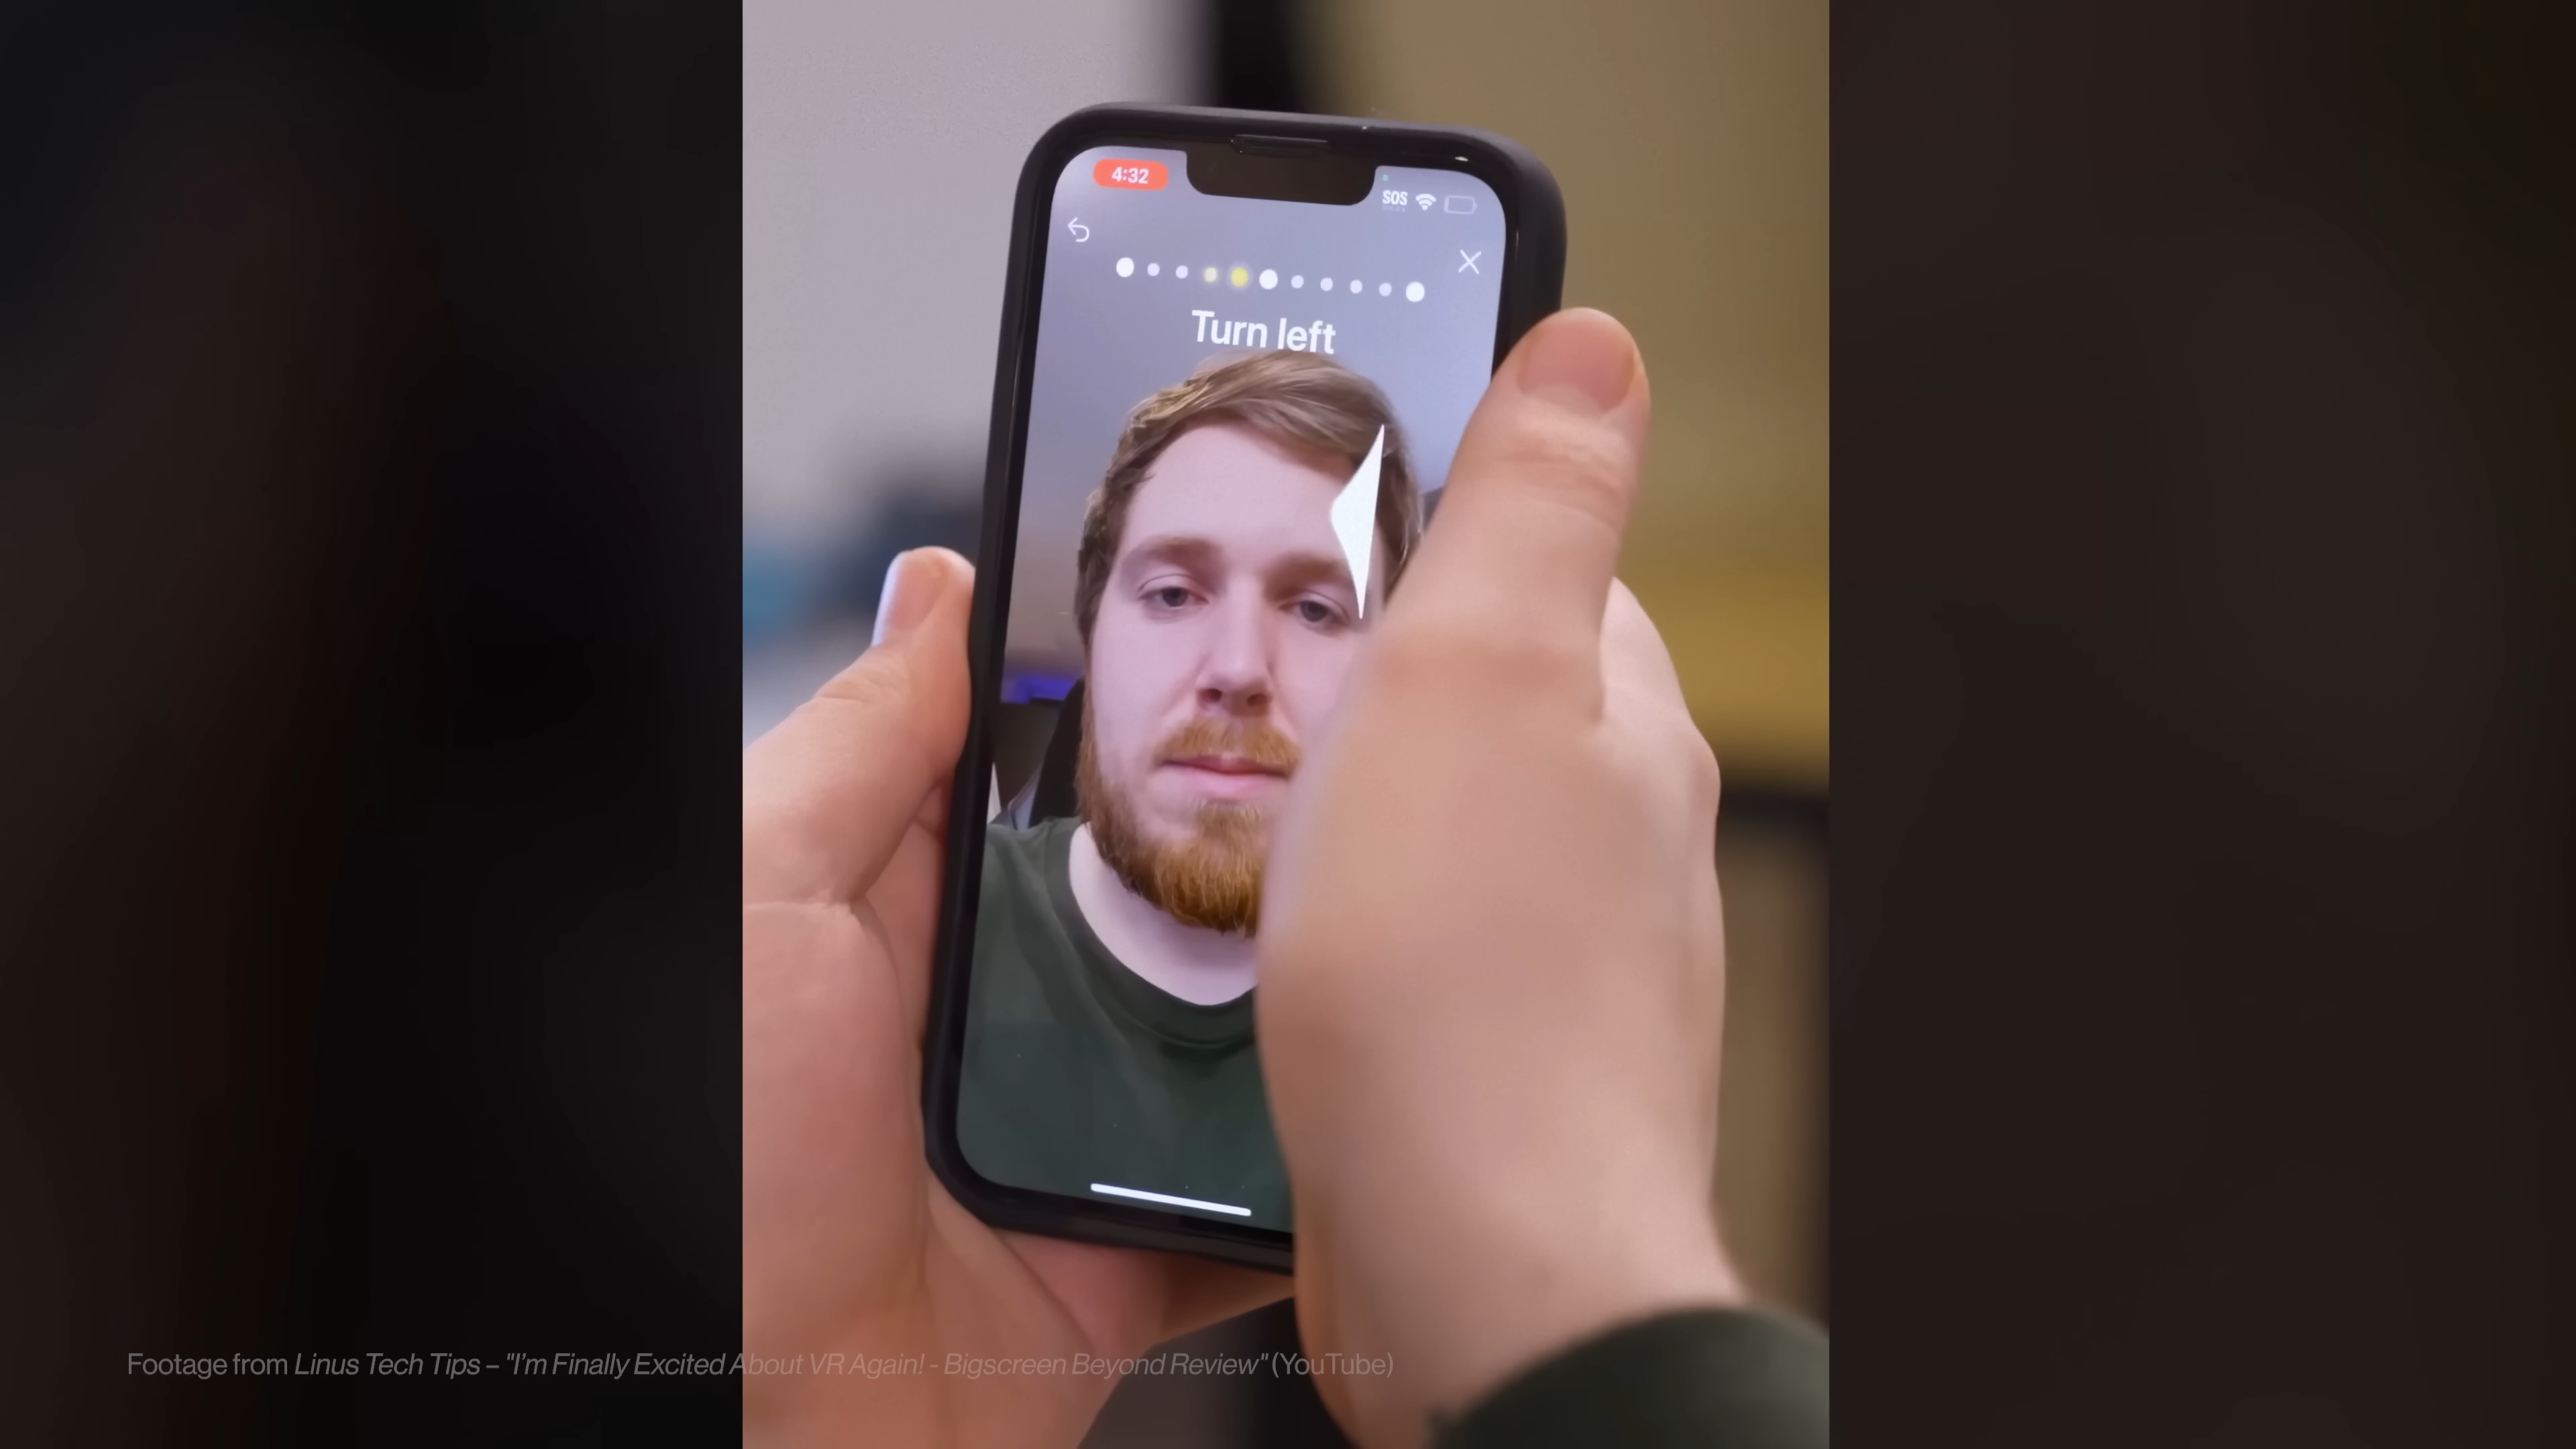 4:32
SOS
Turn left
Footage from Linus Tech Tips – "I'm Finally Excited About VR Again! - Bigscreen Beyond Review" (YouTube)